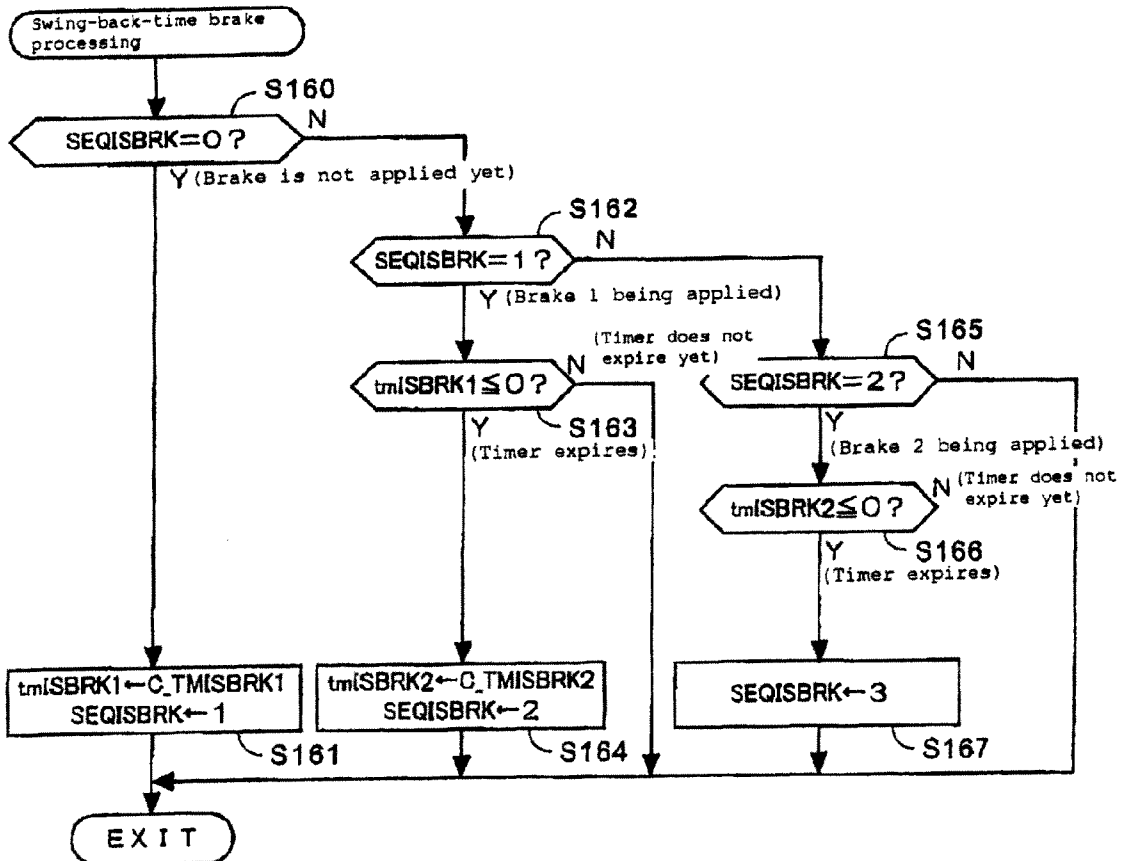 Swing-back-time brake
processing
S160
SEQISBRK=0?
N
Y (Brake is not applied yet)
S162
SEQISBRK=1?
N
Y (Brake 1 being applied)
(Timer does not
expire yet)
S165
tmISBRK1≦0?
N
SEQISBRK=2?
N
S163
Y
(Timer expires)
Y
(Brake 2 being applied)
tmISBRK2≦0?
N (Timer does not
expire yet)
S166
Y
(Timer expires)
tmISBRK1←C_TMISBRK1
SEQISBRK←1
S161
tmISBRK2←C_TMISBRK2
SEQISBRK←2
S164
SEQISBRK←3
S167
EXIT